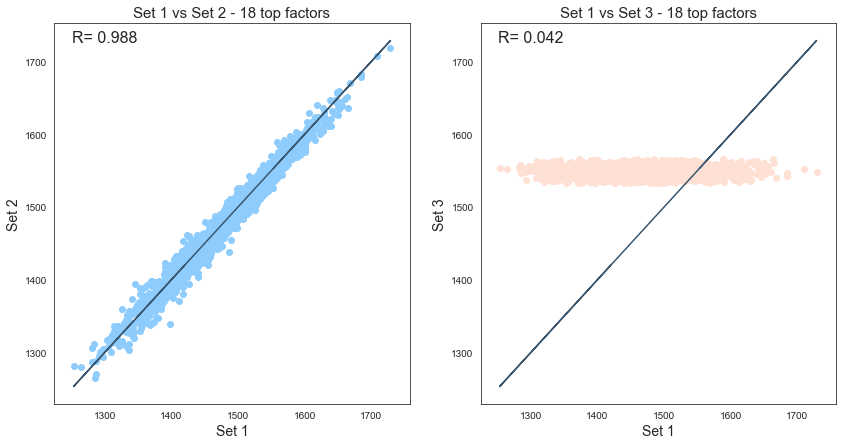 Set 1 vs Set 2 - 18 top factors
R= 0.988
1700
1600
1500
1400
1300
Set 2
1300
1400
1500
1600
1700
Set 1
Set 1 vs Set 3 - 18 top factors
R= 0.042
1700
1600
1500
1400
1300
Set 3
1300
1400
1500
1600
1700
Set 1